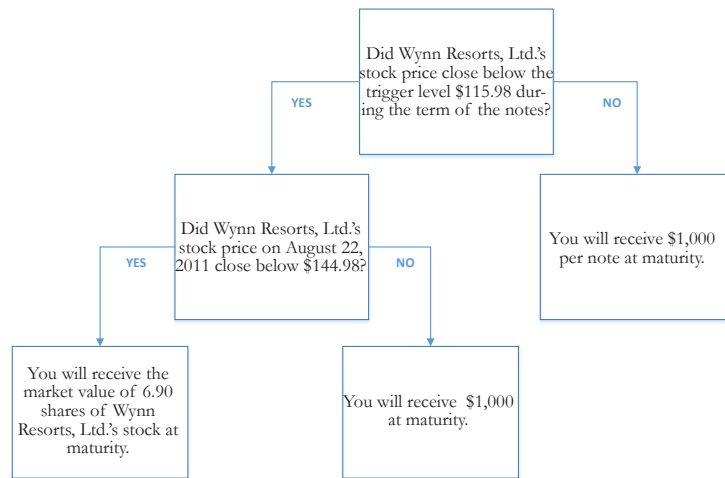 Did Wynn Resorts, Ltd.'s
stock price close below the
trigger level $115.98 dur-
ing the term of the notes?
YES
NO
Did Wynn Resorts, Ltd.'s
stock price on August 22,
2011 close below $144.98?
You will receive $1,000
per note at maturity.
YES
NO
You will receive the
market value of 6.90
shares of Wynn
Resorts, Ltd.'s stock at
maturity.
You will receive $1,000
at maturity.